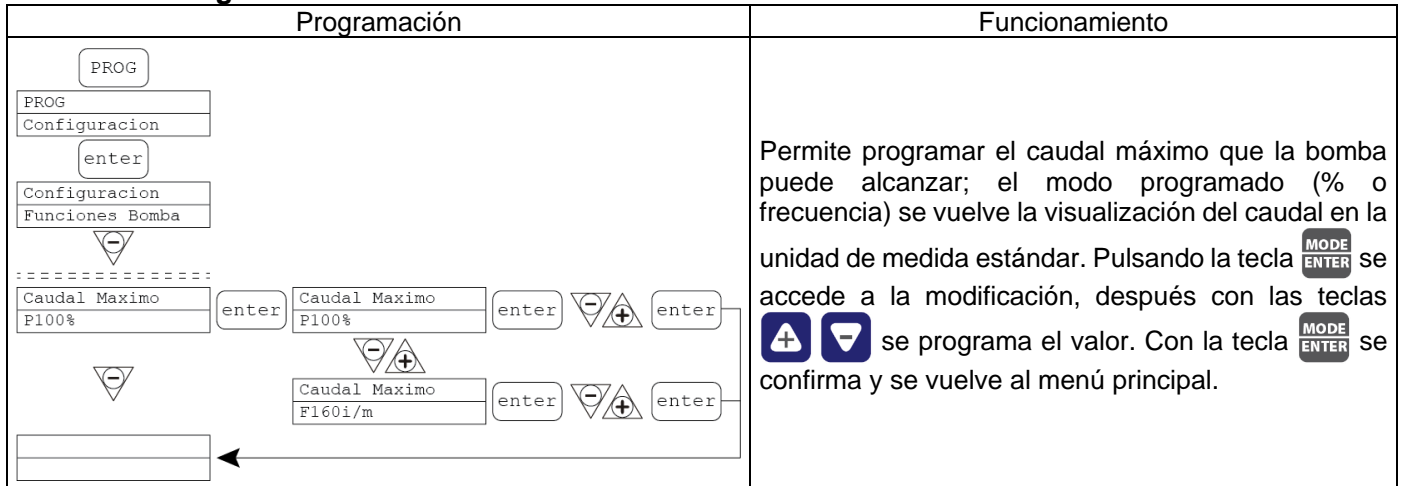 Programación
Funcionamiento
PROG
PROG
Configuracion
enter
Configuracion
Funciones Bomba
Caudal Maximo
P100%
enter
Caudal Maximo
P100%
enter
enter
Caudal Maximo
F160i/m
enter
enter
Permite programar el caudal máximo que la bomba
puede alcanzar; el modo programado (% o
frecuencia) se vuelve la visualización del caudal en la
unidad de medida estándar. Pulsando la tecla MODE ENTER se
accede a la modificación, después con las teclas
+ - se programa el valor. Con la tecla MODE ENTER se
confirma y se vuelve al menú principal.